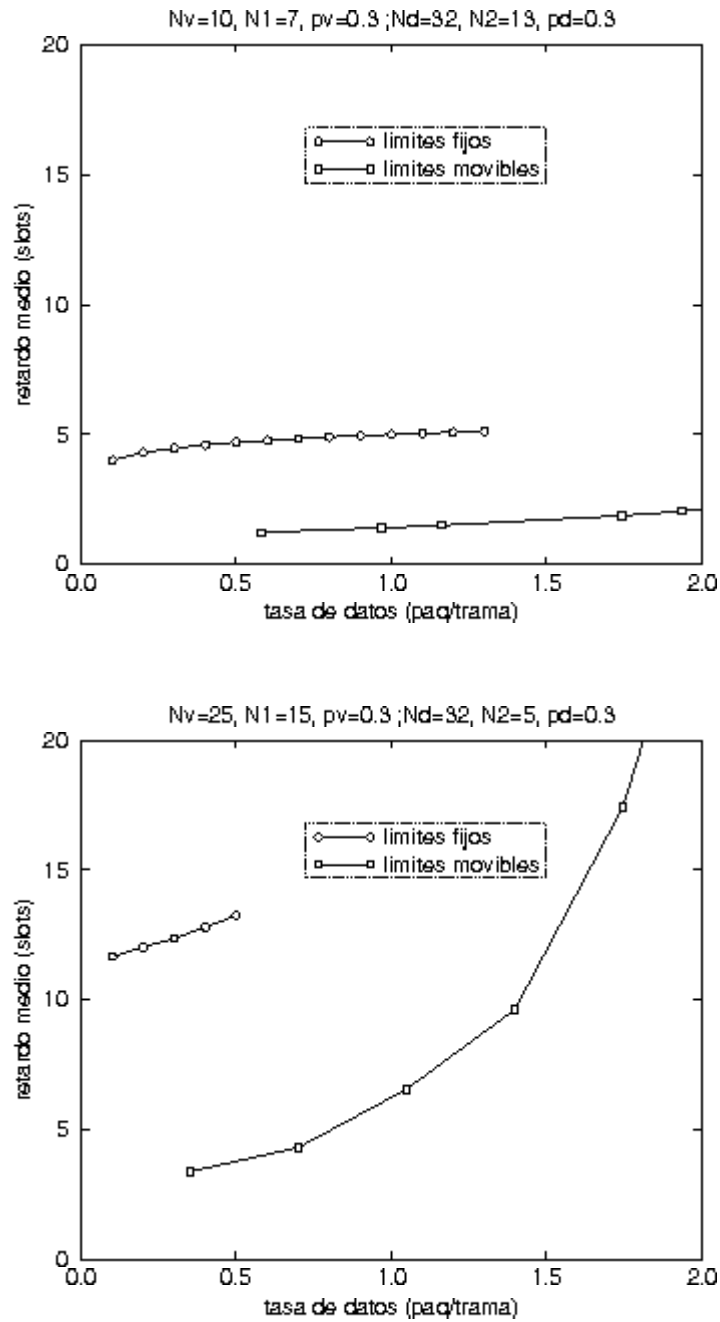 Nv=10, N1=7, pv=0.3 ;Nd=32, N2=13, pd=0.3
20
limites fijos
limites movibles
15
retardo medio (slots)
10
5
0
0.0 0.5 1.0 1.5 2.0
tasa de datos (paq/trama)
Nv=25, N1=15, pv=0.3 ;Nd=32, N2=5, pd=0.3
20
limites fijos
limites movibles
15
retardo medio (slots)
10
5
0
0.0 0.5 1.0 1.5 2.0
tasa de datos (paq/trama)